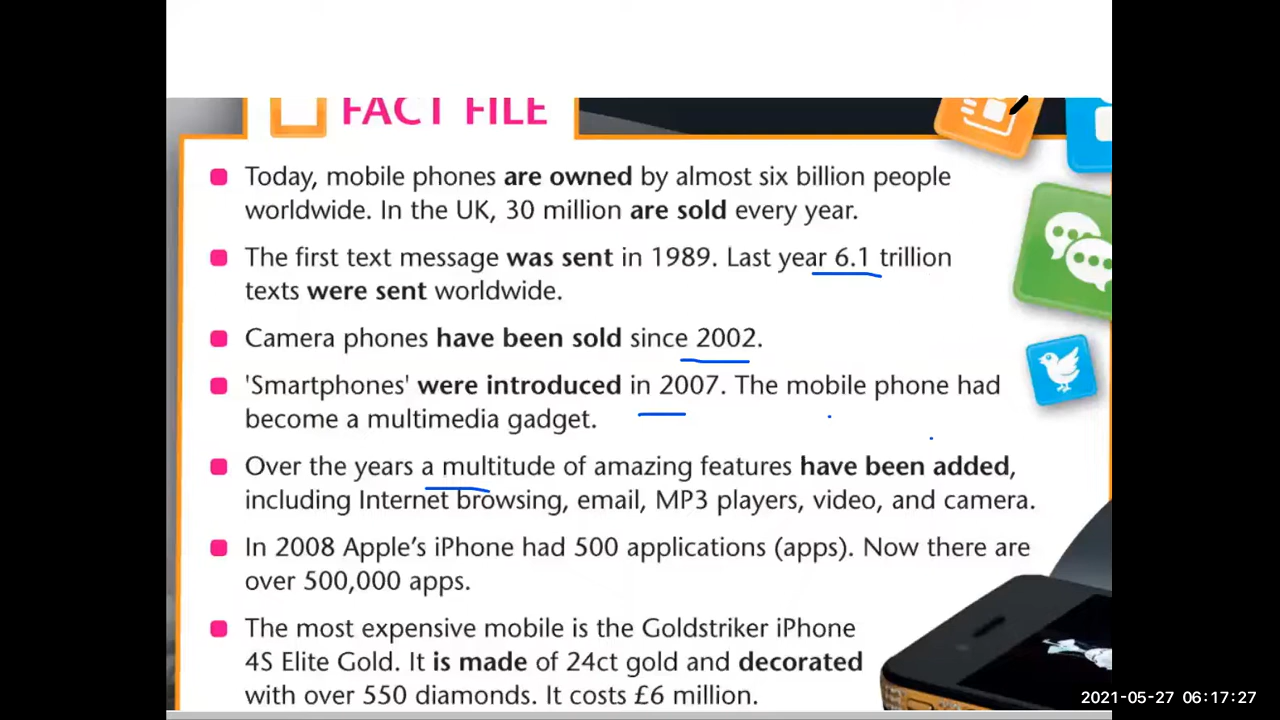 FACT FILE
Today, mobile phones are owned by almost six billion people
worldwide. In the UK, 30 million are sold every year.
The first text message was sent in 1989. Last year 6.1 trillion
texts were sent worldwide.
Camera phones have been sold since 2002.
'Smartphones' were introduced in 2007. The mobile phone had
become a multimedia gadget.
Over the years a multitude of amazing features have been added,
including Internet browsing, email, MP3 players, video, and camera.
In 2008 Apple’s iPhone had 500 applications (apps). Now there are
over 500,000 apps.
The most expensive mobile is the Goldstriker iPhone
4S Elite Gold. It is made of 24ct gold and decorated
with over 550 diamonds. It costs £6 million.
2021-05-27 06:17:27